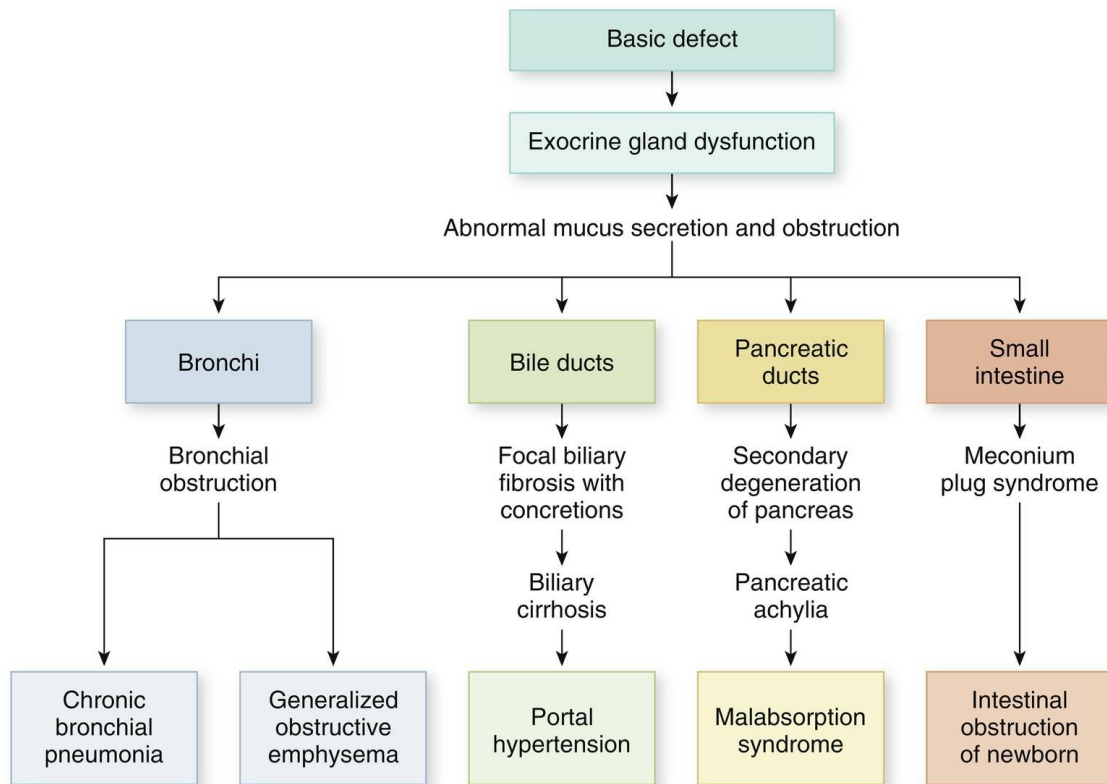 Basic defect
Exocrine gland dysfunction
Abnormal mucus secretion and obstruction
Bronchi
Bile ducts
Pancreatic
ducts
Small
intestine
Bronchial
obstruction
Focal biliary
fibrosis with
concretions
Secondary
degeneration
of pancreas
Meconium
plug syndrome
Biliary
cirrhosis
Pancreatic
achylia
Chronic
bronchial
pneumonia
Generalized
obstructive
emphysema
Portal
hypertension
Malabsorption
syndrome
Intestinal
obstruction
of newborn